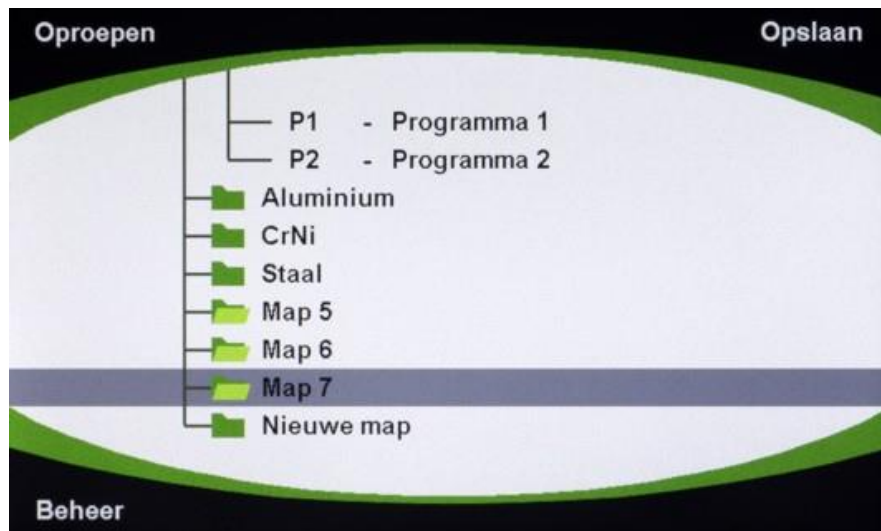 Oproepen
Opslaan
P1 - Programma 1
P2 - Programma 2
Aluminium
CrNi
Staal
Map 5
Map 6
Map 7
Nieuwe map
Beheer